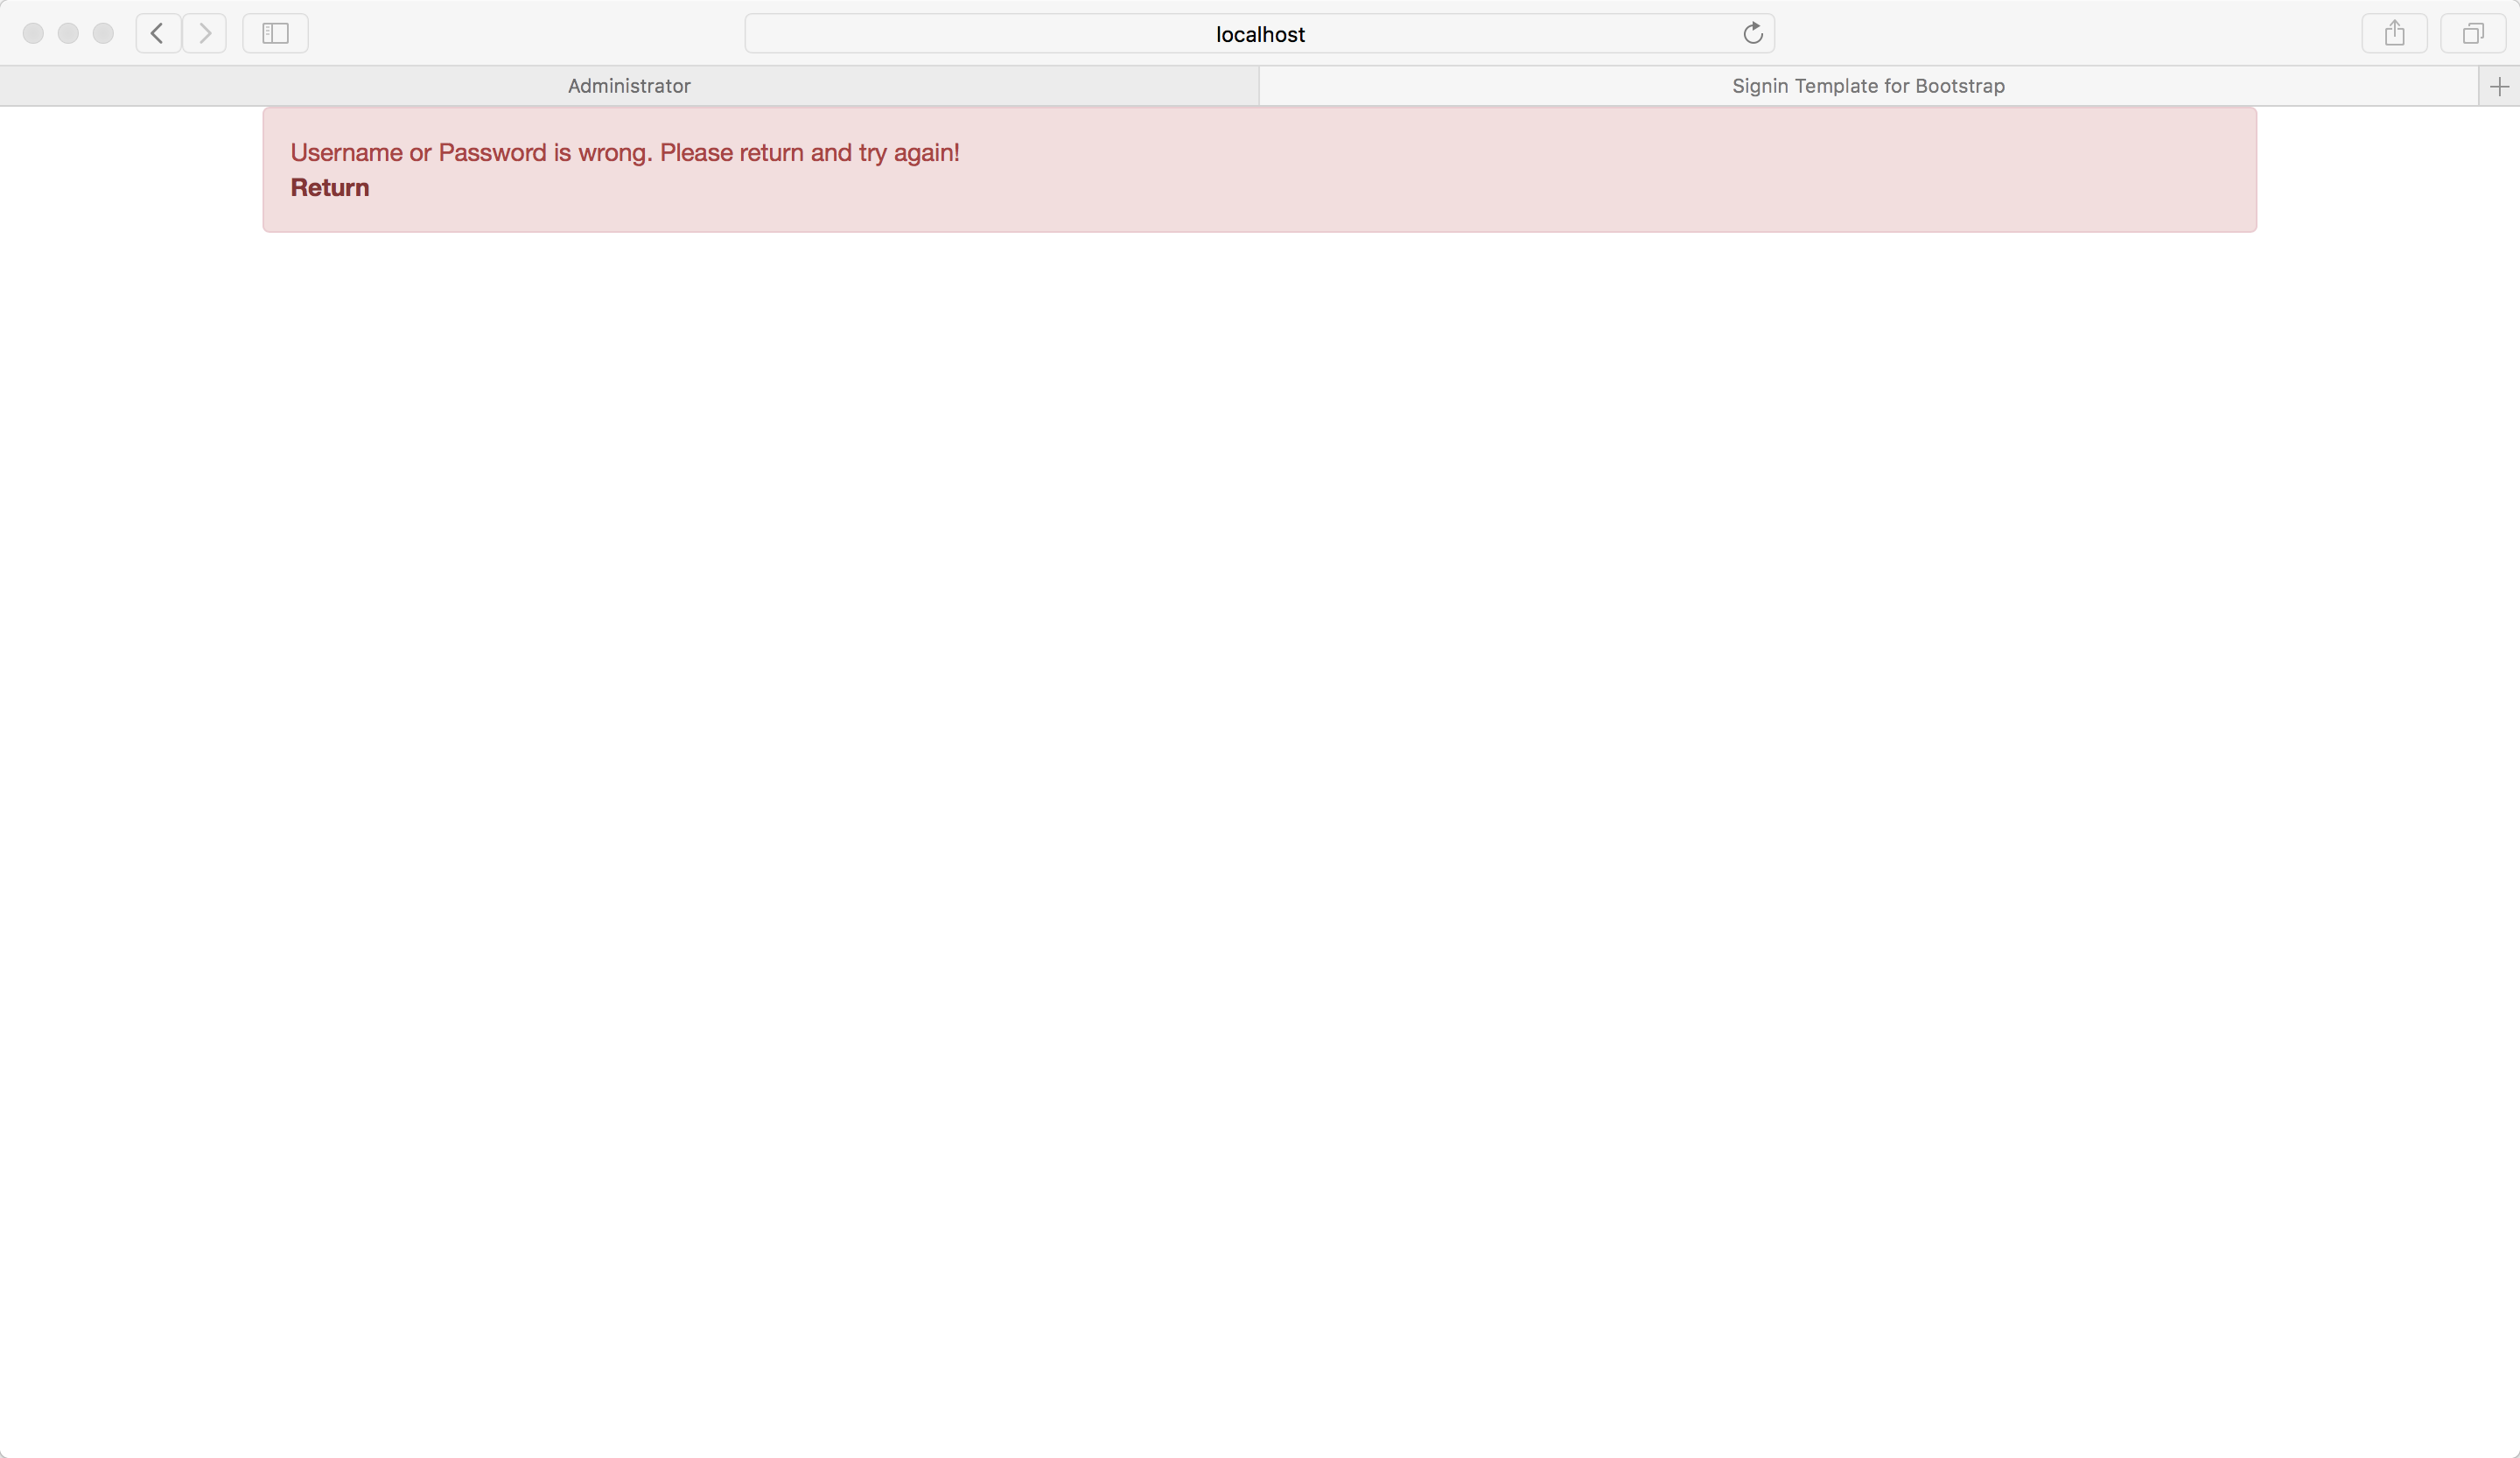 localhost
Administrator
Signin Template for Bootstrap
Username or Password is wrong. Please return and try again!
Return